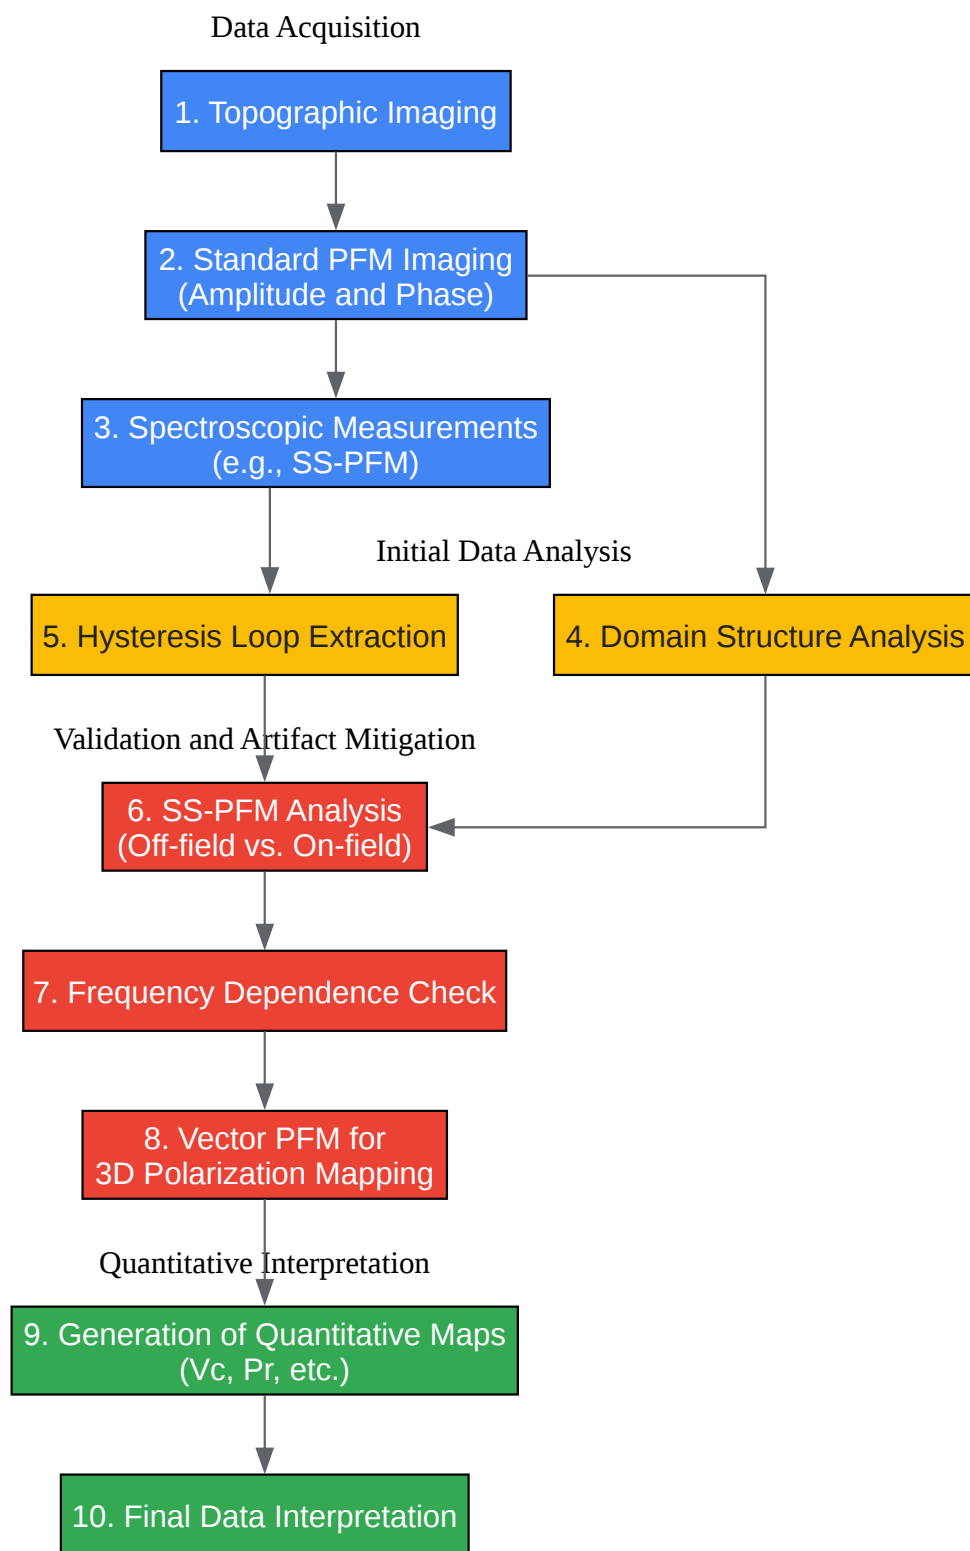 Data Acquisition
1. Topographic Imaging
2. Standard PFM Imaging
(Amplitude and Phase)
3. Spectroscopic Measurements
(e.g., SS-PFM)
Initial Data Analysis
5. Hysteresis Loop Extraction
4. Domain Structure Analysis
Validation and Artifact Mitigation
6. SS-PFM Analysis
(Off-field vs. On-field)
7. Frequency Dependence Check
8. Vector PFM for
3D Polarization Mapping
Quantitative Interpretation
9. Generation of Quantitative Maps
(Vc, Pr, etc.)
10. Final Data Interpretation